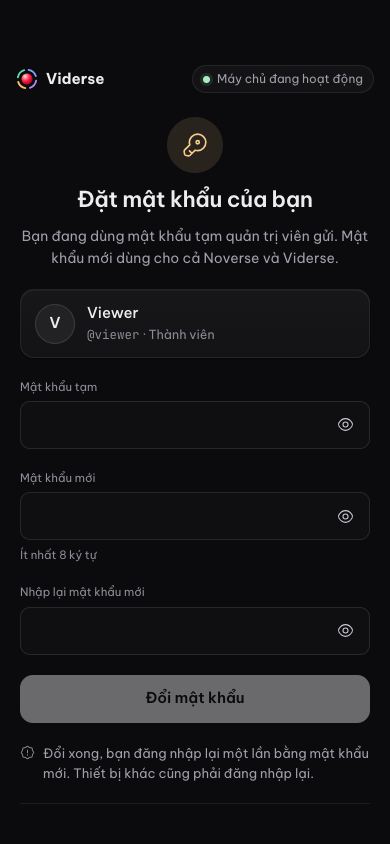 Viderse
Máy chủ đang hoạt động
Đặt mật khẩu của bạn
Bạn đang dùng mật khẩu tạm quản trị viên gửi. Mật
khẩu mới dùng cho cả Noverse và Viderse.
V
Viewer
@viewer · Thành viên
Mật khẩu tạm
Mật khẩu mới
Ít nhất 8 ký tự
Nhập lại mật khẩu mới
Đổi mật khẩu
Đổi xong, bạn đăng nhập lại một lần bằng mật khẩu
mới. Thiết bị khác cũng phải đăng nhập lại.